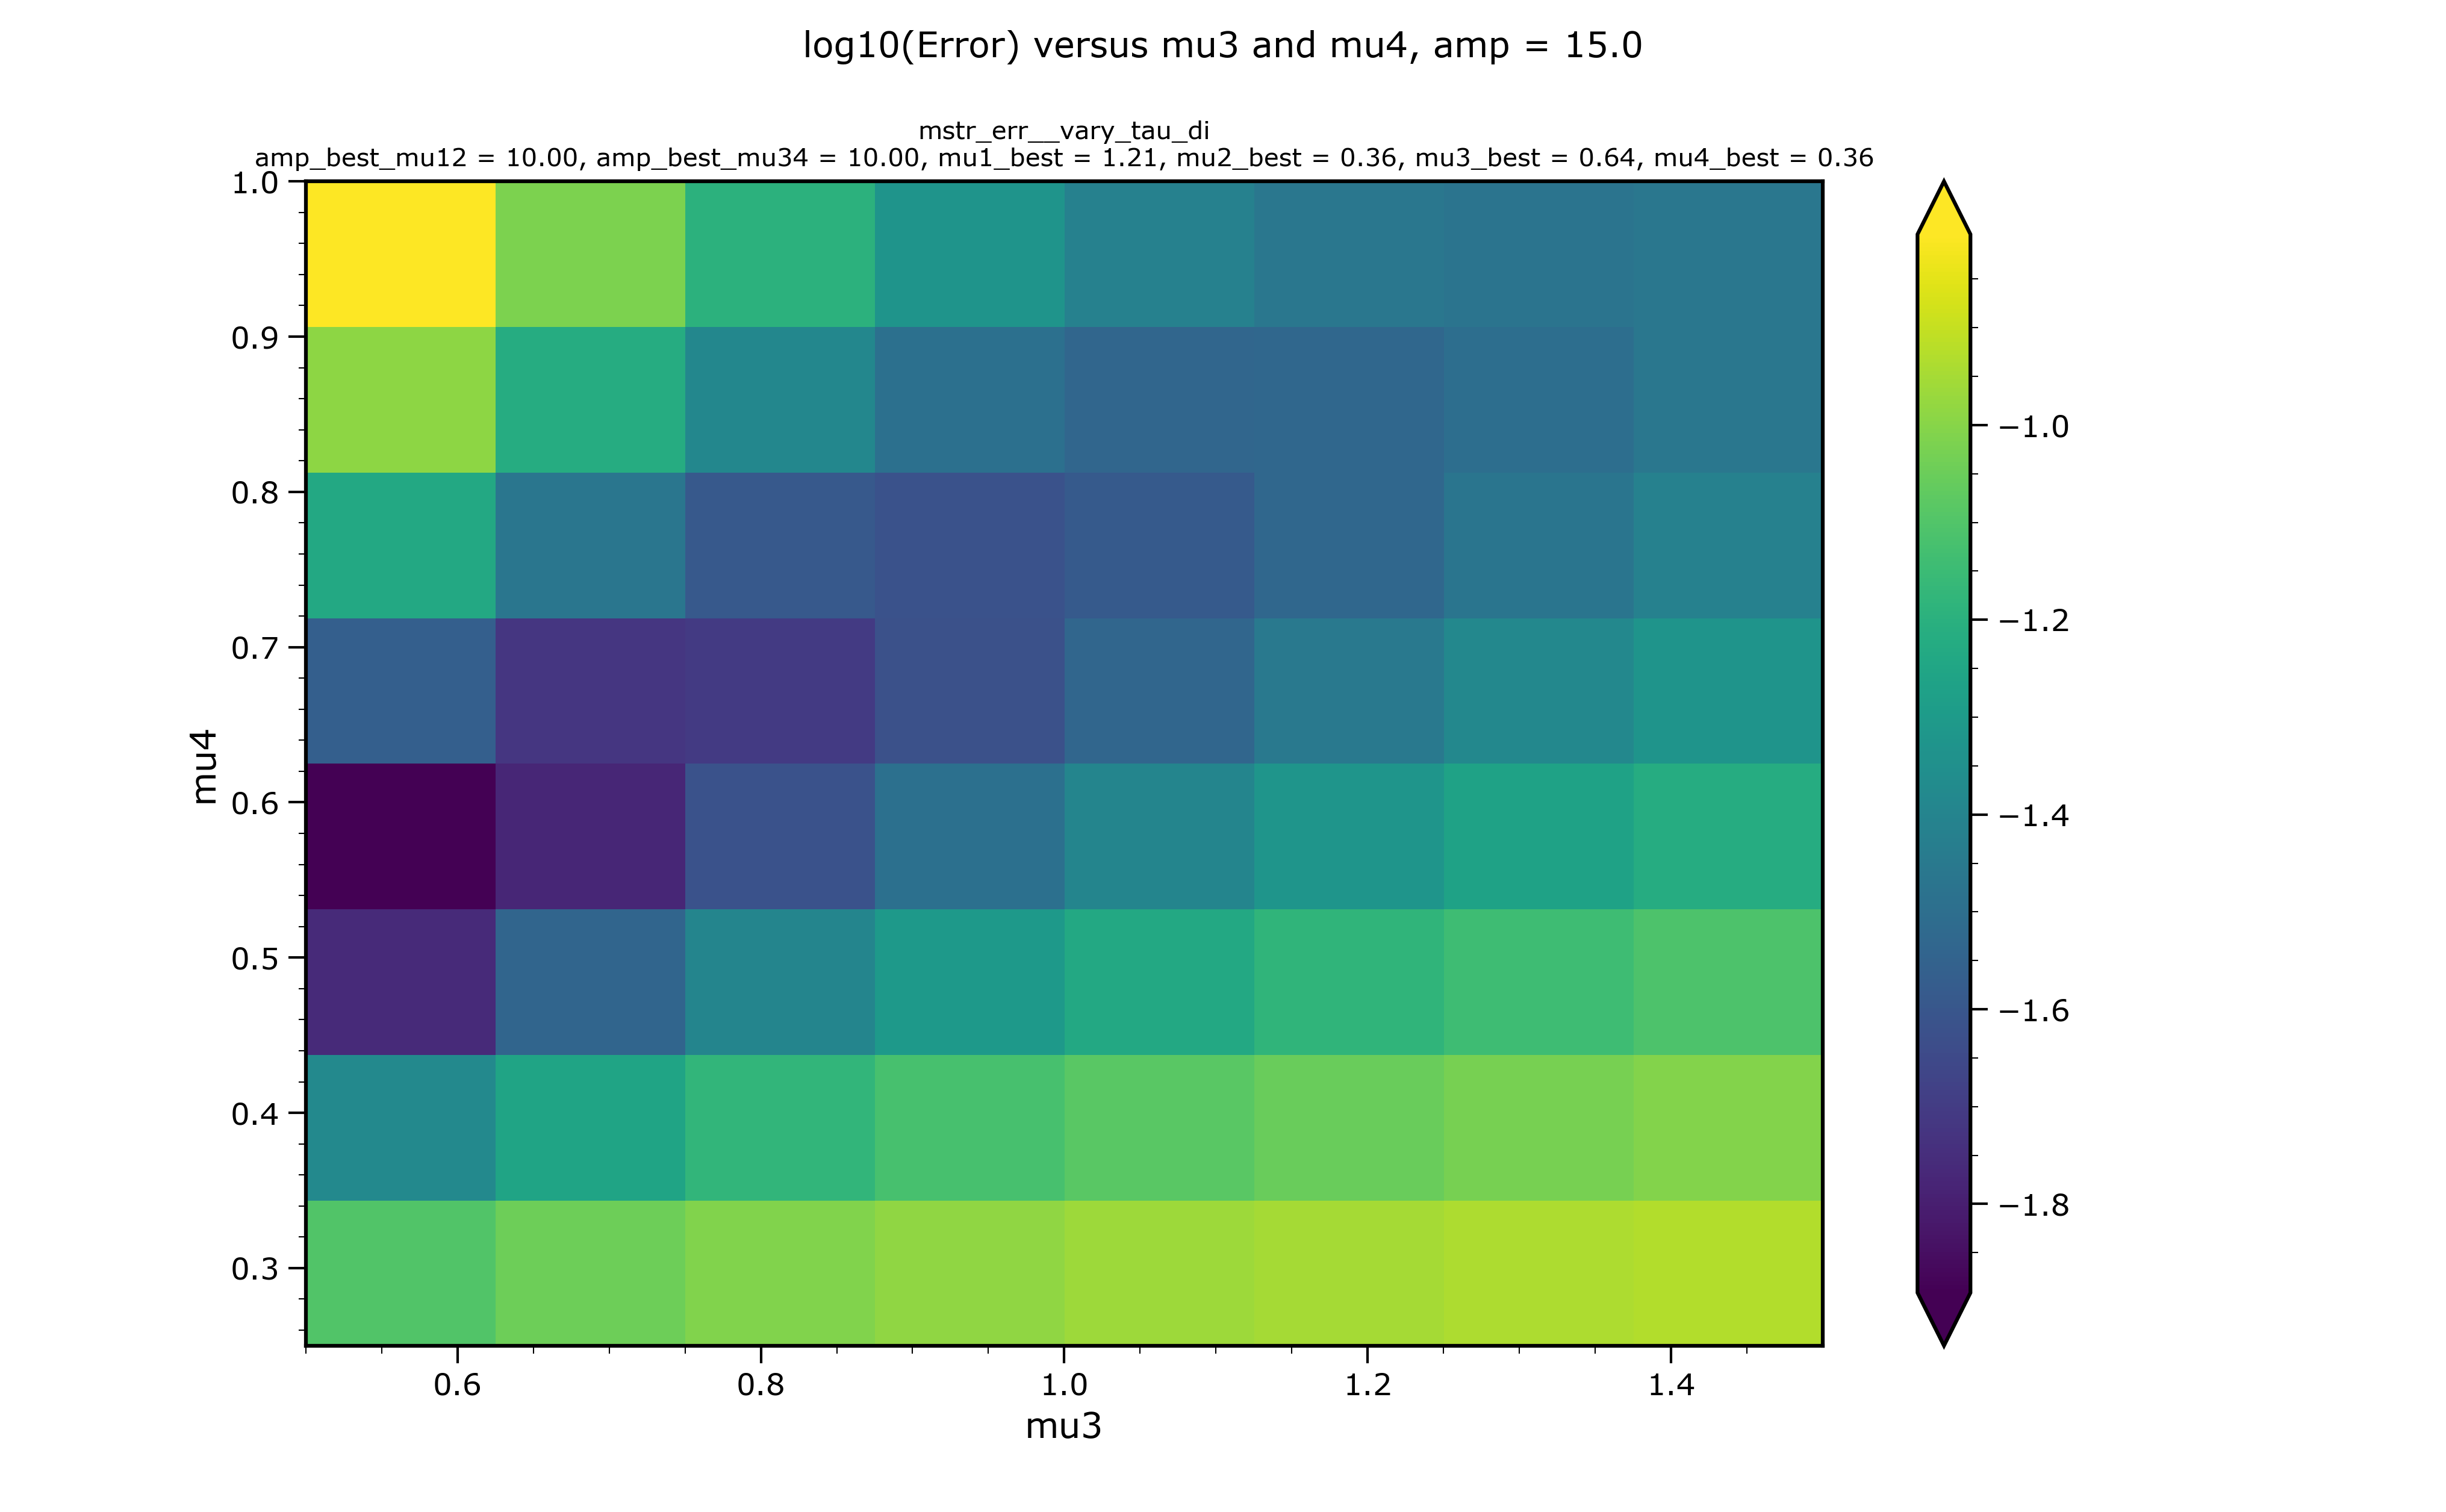 log10(Error) versus mu3 and mu4, amp = 15.0
mstr_err__vary_tau_di
amp_best_mu12 = 10.00, amp_best_mu34 = 10.00, mu1_best = 1.21, mu2_best = 0.36, mu3_best = 0.64, mu4_best = 0.36
1.0
0.9
0.8
0.7
0.6
0.5
0.4
0.3
mu4
0.6 0.8 1.0 1.2 1.4
mu3
−1.0
−1.2
−1.4
−1.6
−1.8